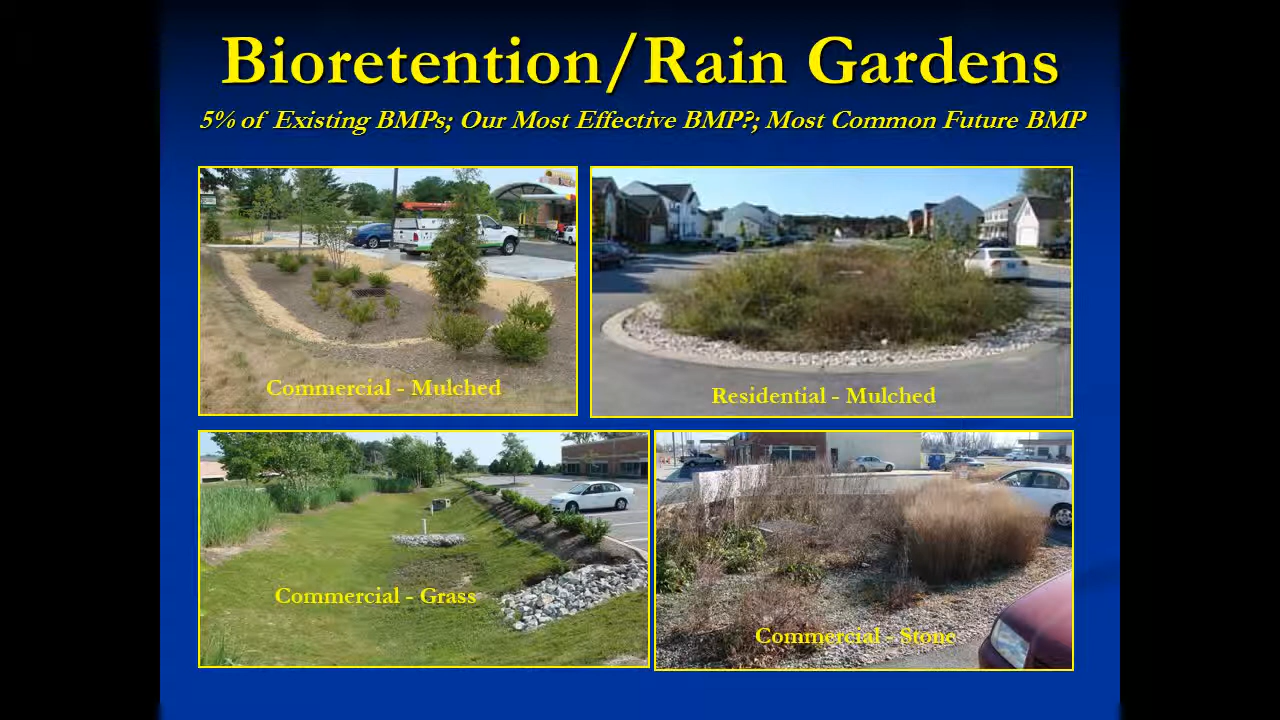 Bioretention/Rain Gardens
5% of Existing BMPs; Our Most Effective BMP?; Most Common Future BMP
Commercial - Mulched
Residential - Mulched
Commercial - Grass
Commercial - Stone